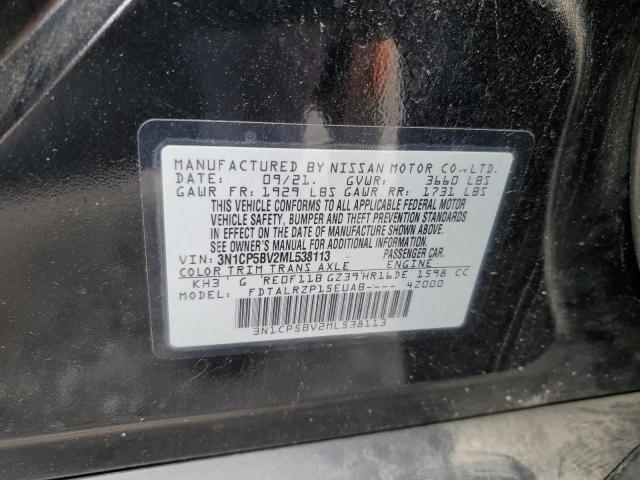 MANUFACTURED BY NISSAN MOTOR CO.,LTD.
DATE: 09/21. GVWR: 3660 LBS
GAWR FR: 1929 LBS GAWR RR: 1731 LBS
THIS VEHICLE CONFORMS TO ALL APPLICABLE FEDERAL MOTOR
VEHICLE SAFETY, BUMPER AND THEFT PREVENTION STANDARDS
IN EFFECT ON THE DATE OF MANUFACTURE SHOWN ABOVE.
SEE OWNER'S MANUAL FOR ADDITIONAL INFORMATION.
VIN: 3N1CP5BV2ML538113 PASSENGER CAR.
COLOR TRIM TRANS AXLE ENGINE
KH3 G RE0F11B GZ39 HR16DE 1598 CC
MODEL: FDTALRZP15EUAB---- 4Z000
3N1CP5BV2ML538113